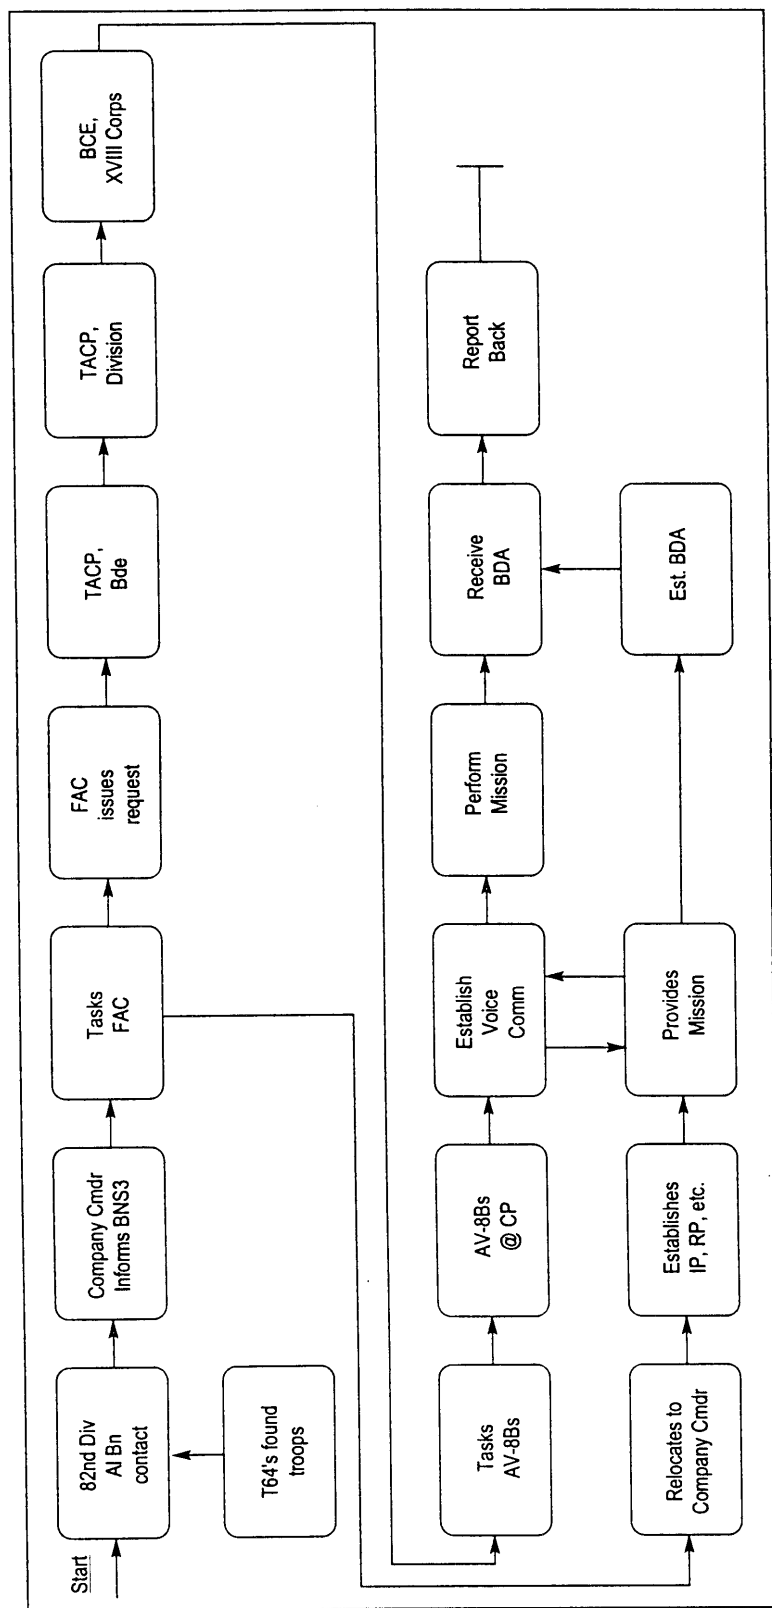 Start
82nd Div
AI Bn
contact
T64's found
troops
Company Cmdr
Informs BNS3
Tasks
FAC
FAC
issues
request
TACP,
Bde
TACP,
Division
BCE,
XVIII Corps
Tasks
AV-8Bs
AV-8Bs
@ CP
Establish
Voice
Comm
Perform
Mission
Receive
BDA
Report
Back
Relocates to
Company Cmdr
Establishes
IP, RP, etc.
Provides
Mission
Est. BDA